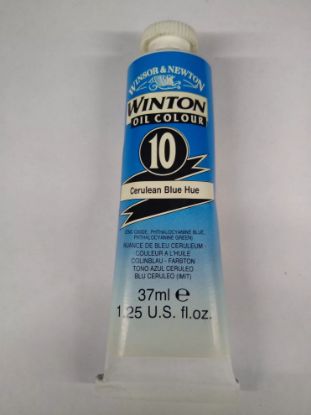 WINSOR & NEWTON
WINTON
OIL COLOUR
10
Cerulean Blue Hue
(ZINC OXIDE, PHTHALOCYANINE BLUE,
PHTHALOCYANINE GREEN)
NUANCE DE BLEU CERULEUM -
COULEUR A L'HUILE
COLINBLAU - FARBTON
TONO AZUL CERULEO
BLU CERULEO (IMIT)
37ml e
1.25 U.S. fl.oz.